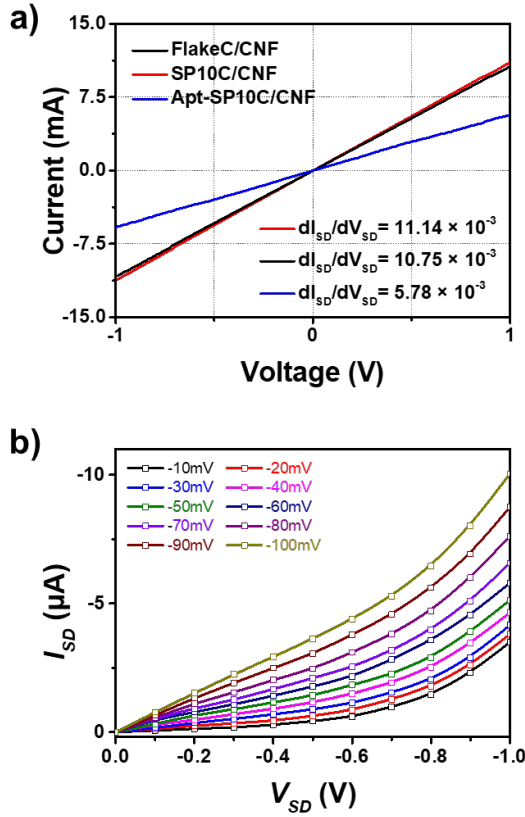 a)
15.0
7.5
0.0
-7.5
-15.0
Current (mA)
FlakeC/CNF
SP10C/CNF
Apt-SP10C/CNF
dI_SD/dV_SD = 11.14 × 10⁻³
dI_SD/dV_SD = 10.75 × 10⁻³
dI_SD/dV_SD = 5.78 × 10⁻³
-1 0 1
Voltage (V)
b)
-10
-5
0
I_SD (µA)
-10mV -20mV
-30mV -40mV
-50mV -60mV
-70mV -80mV
-90mV -100mV
0.0 -0.2 -0.4 -0.6 -0.8 -1.0
V_SD (V)